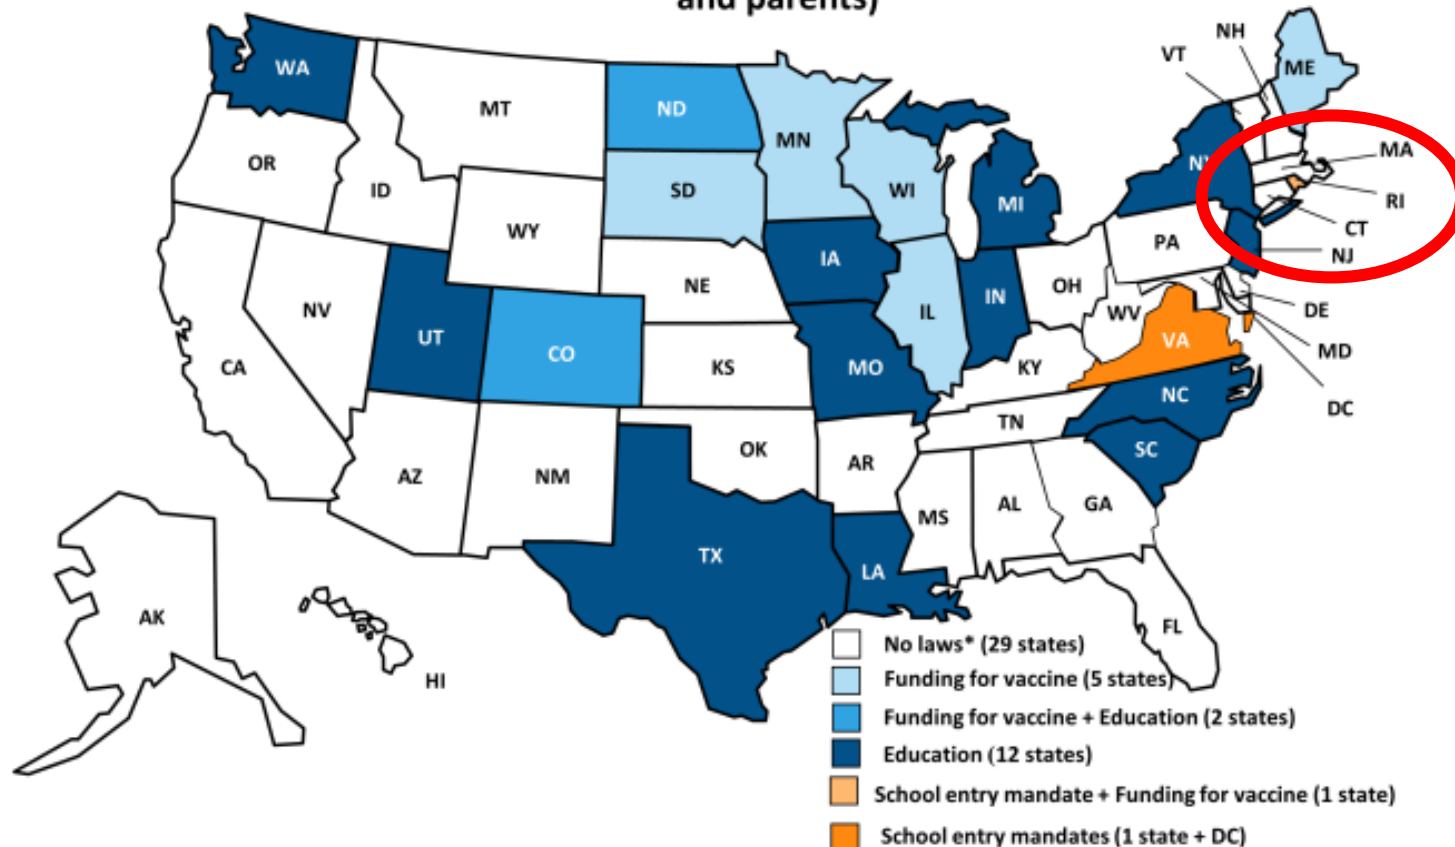 and parents)
NH
VT
ME
WA
MT
ND
MN
OR
ID
SD
WI
MI
NY
MA
RI
CT
NJ
WY
IA
PA
NE
OH
IN
IL
NV
UT
CO
WV
DE
CA
KS
MO
KY
VA
MD
DC
NC
TN
OK
AR
SC
AZ
NM
MS
AL
GA
TX
LA
AK
FL
HI
No laws* (29 states)
Funding for vaccine (5 states)
Funding for vaccine + Education (2 states)
Education (12 states)
School entry mandate + Funding for vaccine (1 state)
School entry mandates (1 state + DC)